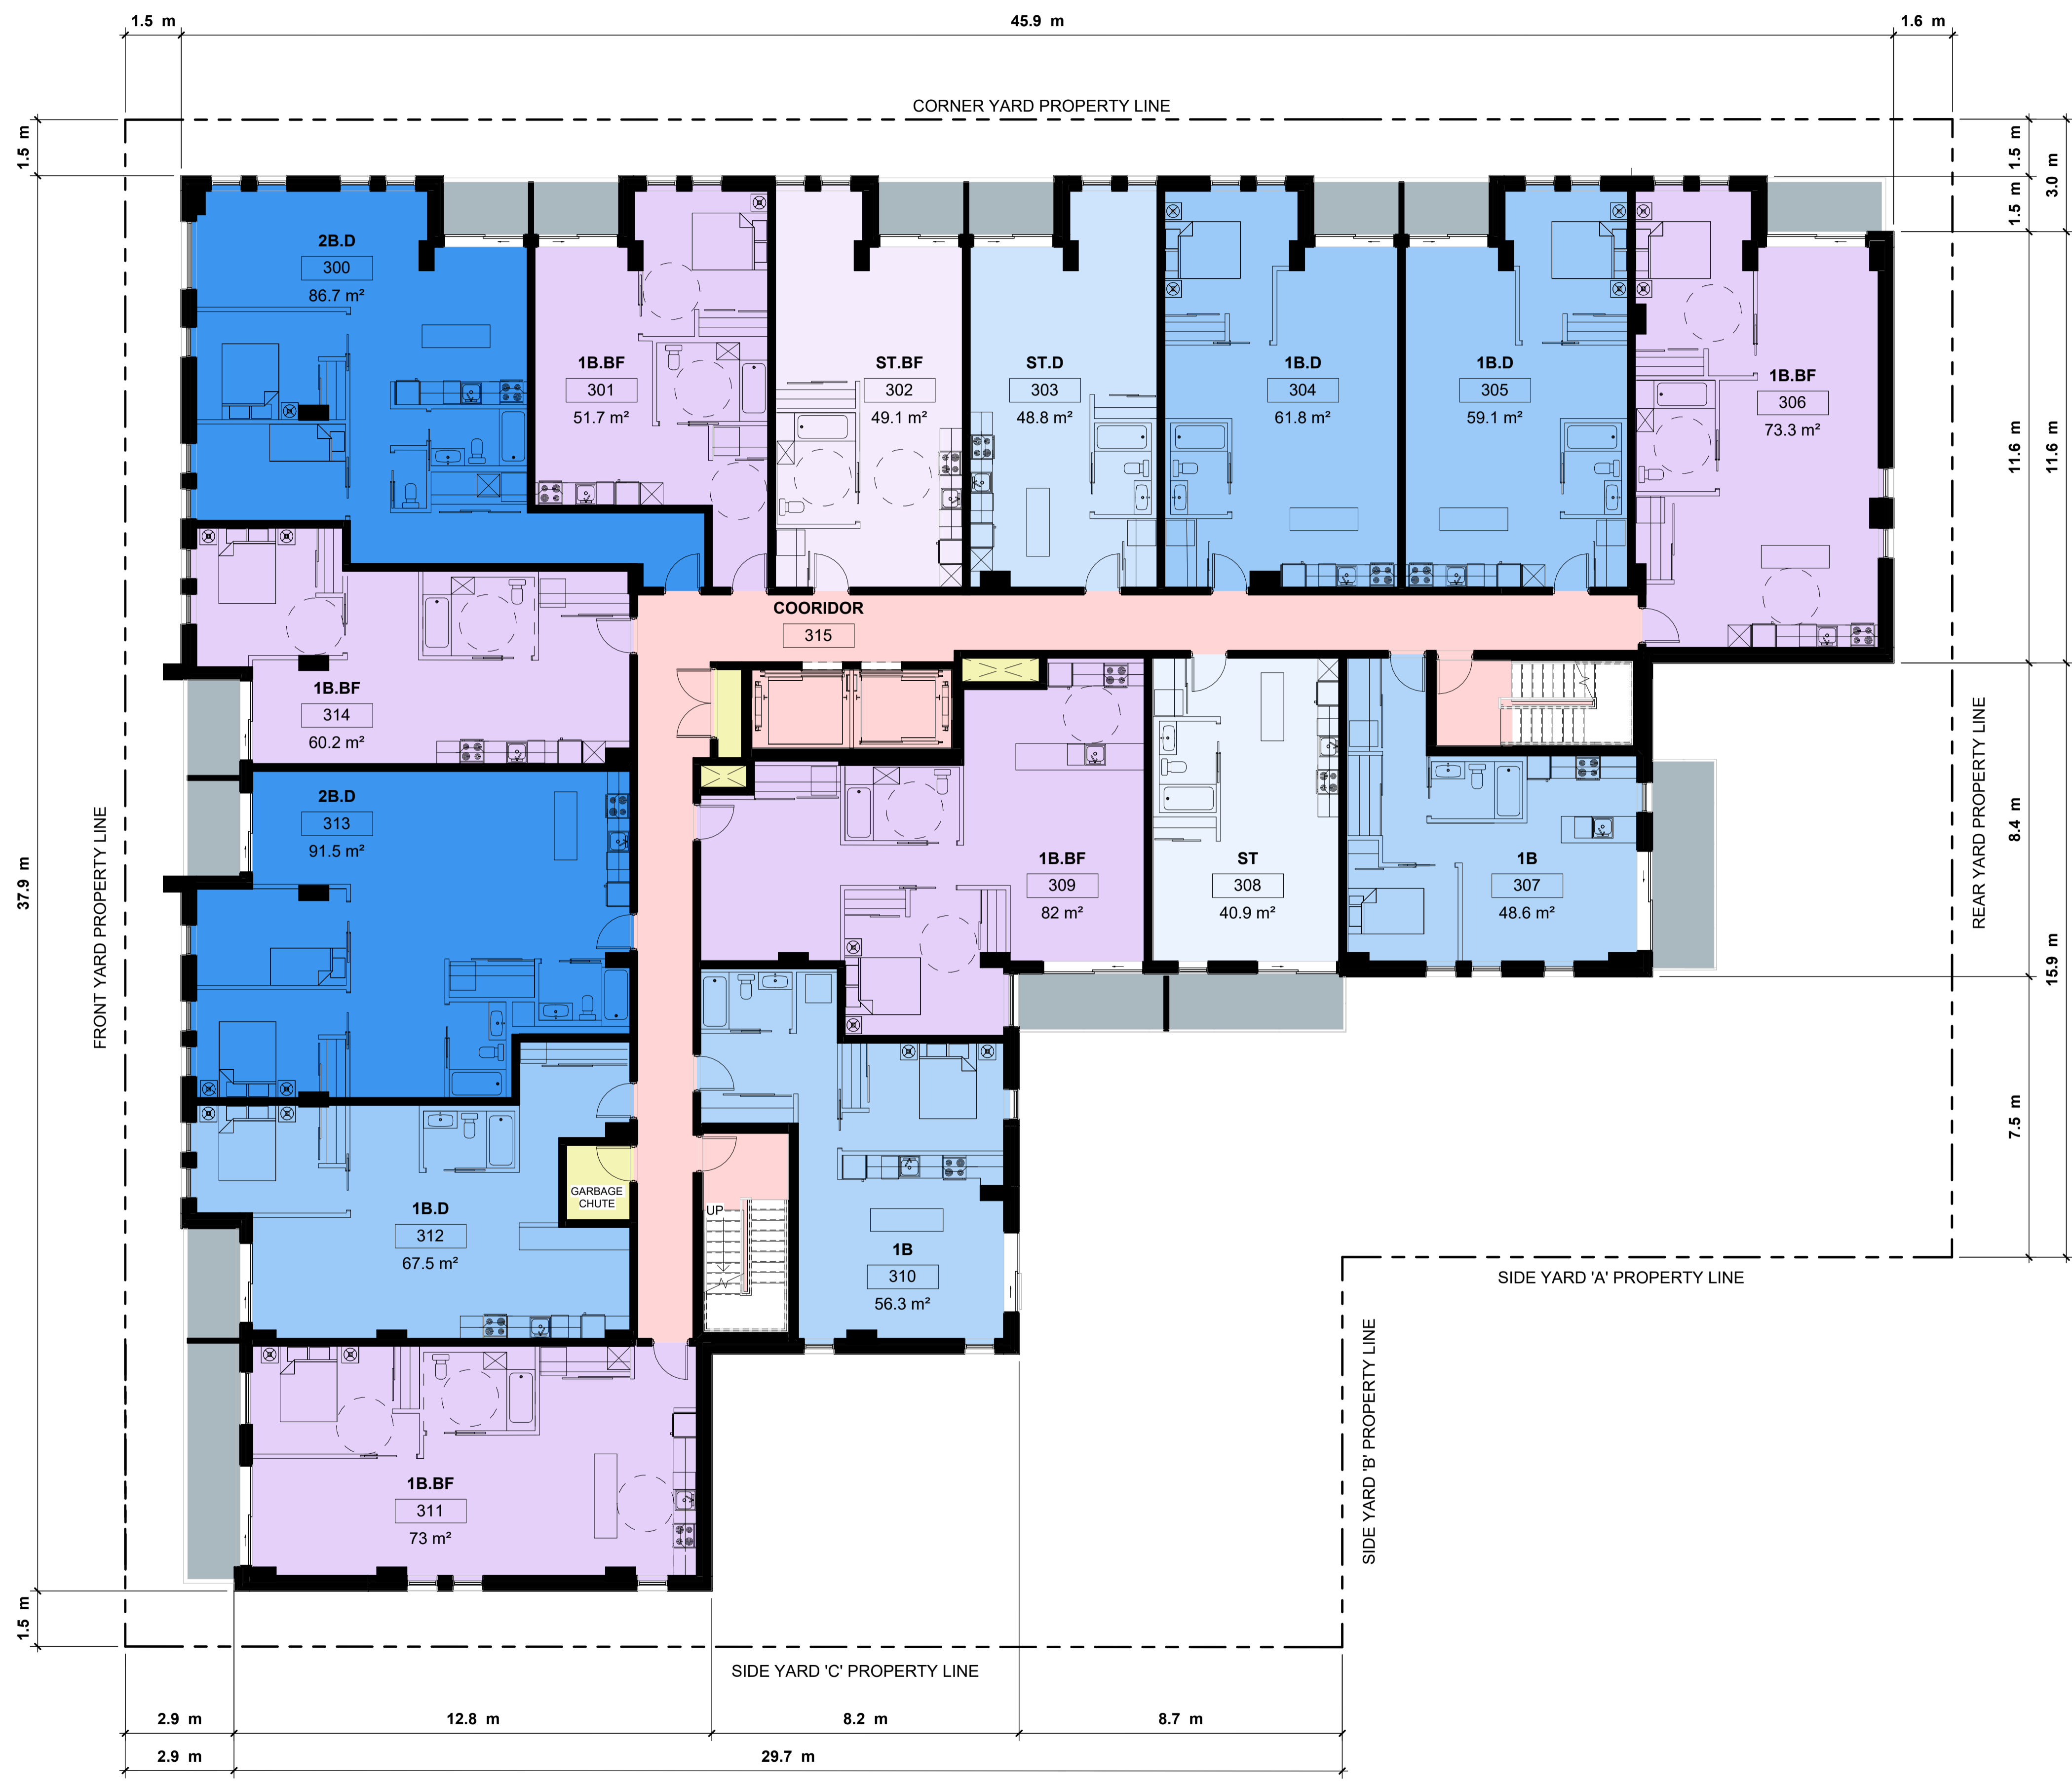 1.5 m
45.9 m
1.6 m
CORNER YARD PROPERTY LINE
1.5 m
1.5 m
3.0 m
1.5 m
2B.D
300
86.7 m²
1B.BF
301
51.7 m²
ST.BF
302
49.1 m²
ST.D
303
48.8 m²
1B.D
304
61.8 m²
1B.D
305
59.1 m²
1B.BF
306
73.3 m²
11.6 m
11.6 m
COORIDOR
315
1B.BF
314
60.2 m²
2B.D
313
91.5 m²
1B.BF
309
82 m²
ST
308
40.9 m²
1B
307
48.6 m²
FRONT YARD PROPERTY LINE
37.9 m
REAR YARD PROPERTY LINE
8.4 m
15.9 m
7.5 m
GARBAGE
CHUTE
UP
1B.D
312
67.5 m²
1B
310
56.3 m²
SIDE YARD 'A' PROPERTY LINE
SIDE YARD 'B' PROPERTY LINE
1B.BF
311
73 m²
1.5 m
SIDE YARD 'C' PROPERTY LINE
2.9 m
12.8 m
8.2 m
8.7 m
2.9 m
29.7 m